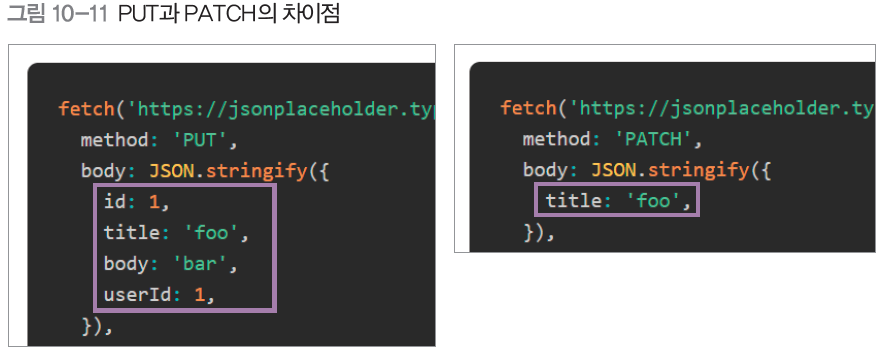 그림 10-11 PUT과 PATCH의 차이점
fetch('https://jsonplaceholder.typ
method: 'PUT',
body: JSON.stringify({
id: 1,
title: 'foo',
body: 'bar',
userId: 1,
}),
fetch('https://jsonplaceholder.ty
method: 'PATCH',
body: JSON.stringify({
title: 'foo',
}),